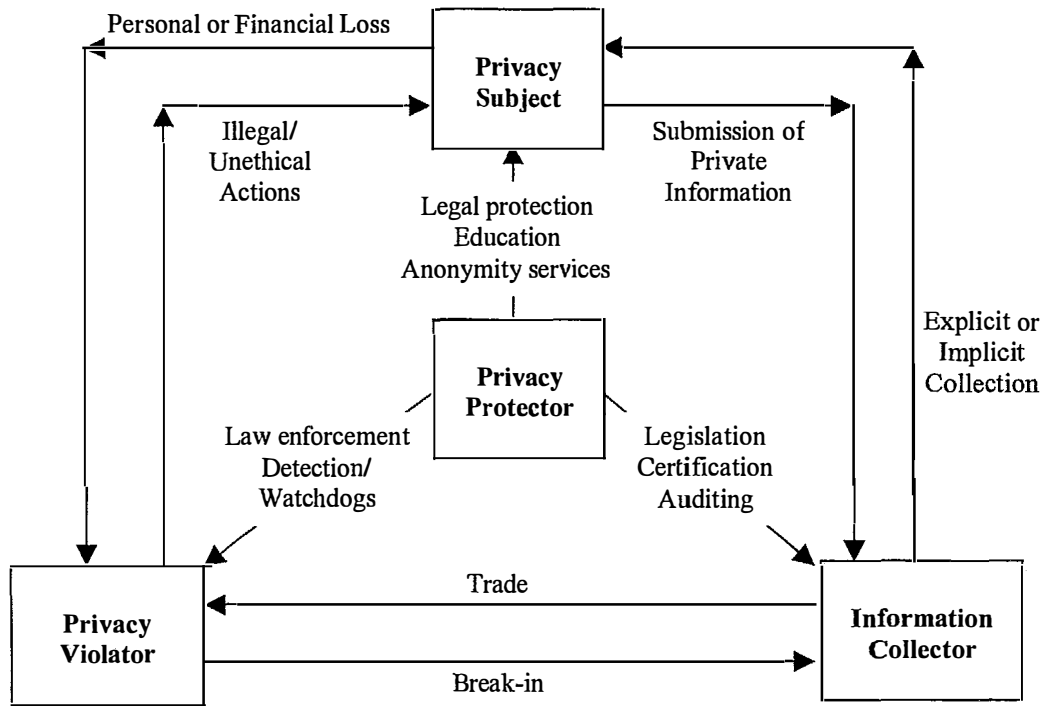 Personal or Financial Loss
Privacy
Subject
Illegal/
Unethical
Actions
Submission of
Private
Information
Legal protection
Education
Anonymity services
Explicit or
Implicit
Collection
Privacy
Protector
Law enforcement
Detection/
Watchdogs
Legislation
Certification
Auditing
Trade
Privacy
Violator
Information
Collector
Break-in